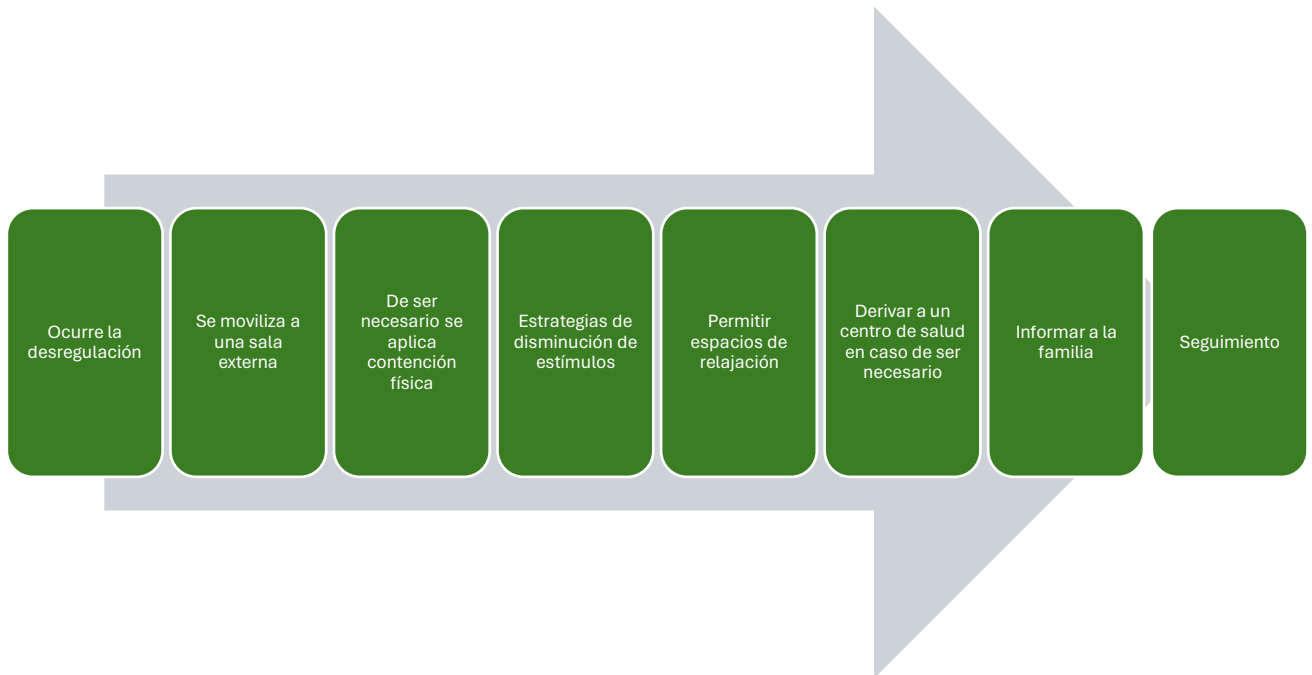 Ocurre la
desregulación
Se moviliza a
una sala
externa
De ser
necesario se
aplica
contención
física
Estrategias de
disminución de
estímulos
Permitir
espacios de
relajación
Derivar a un
centro de salud
en caso de ser
necesario
Informar a la
familia
Seguimiento